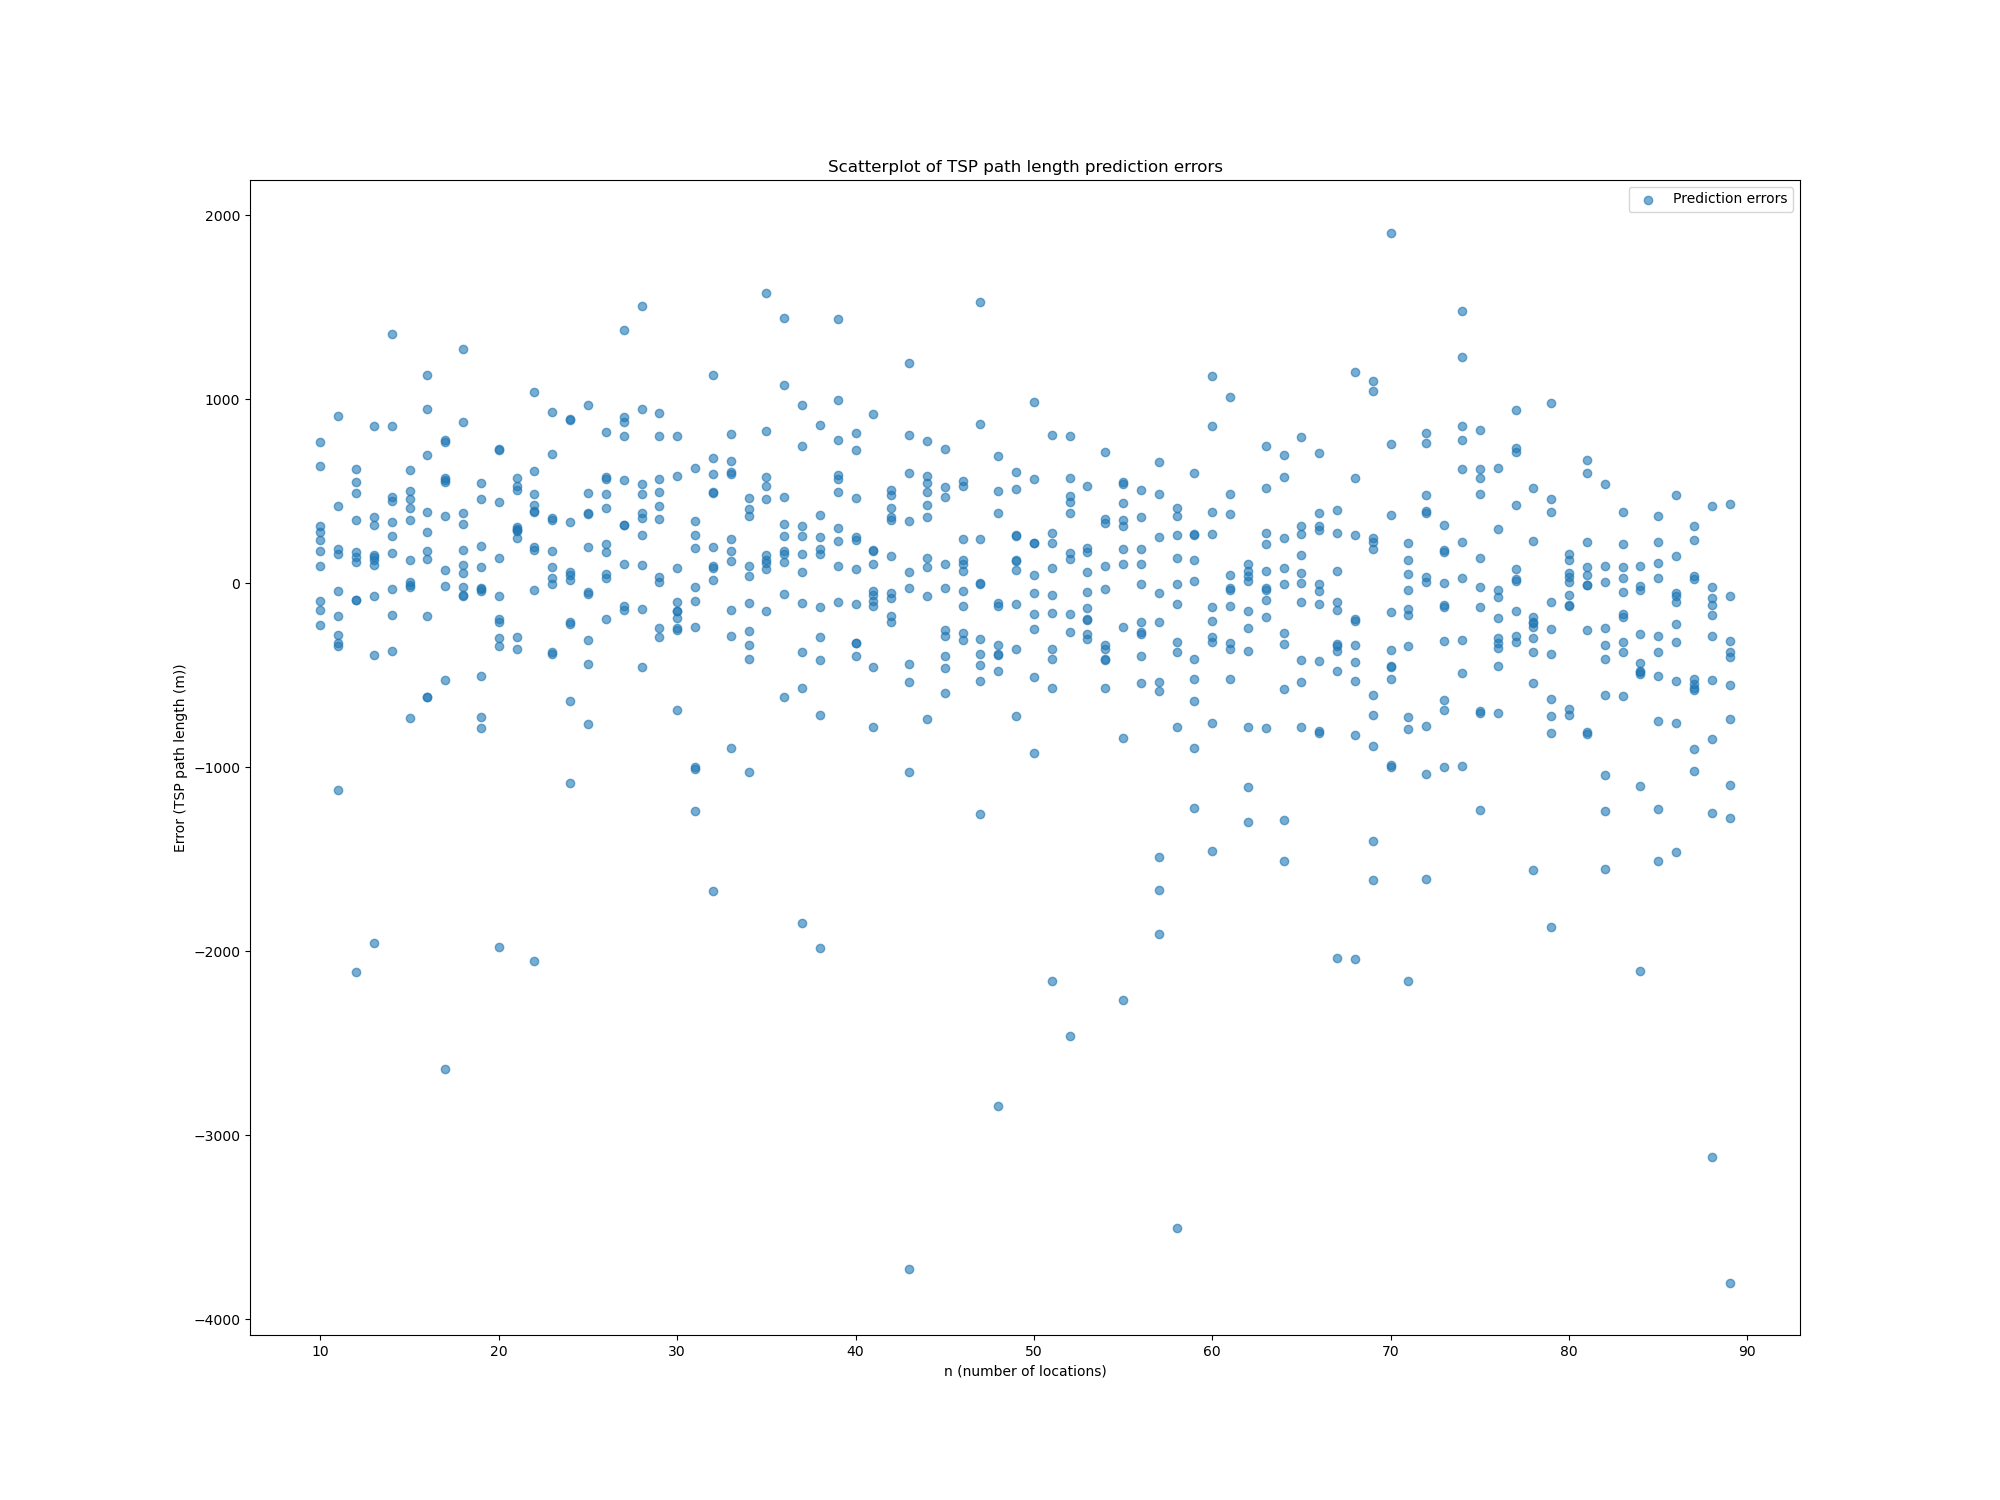 Scatterplot of TSP path length prediction errors
Prediction errors
2000
1000
0
−1000
−2000
−3000
−4000
Error (TSP path length (m))
10 20 30 40 50 60 70 80 90
n (number of locations)